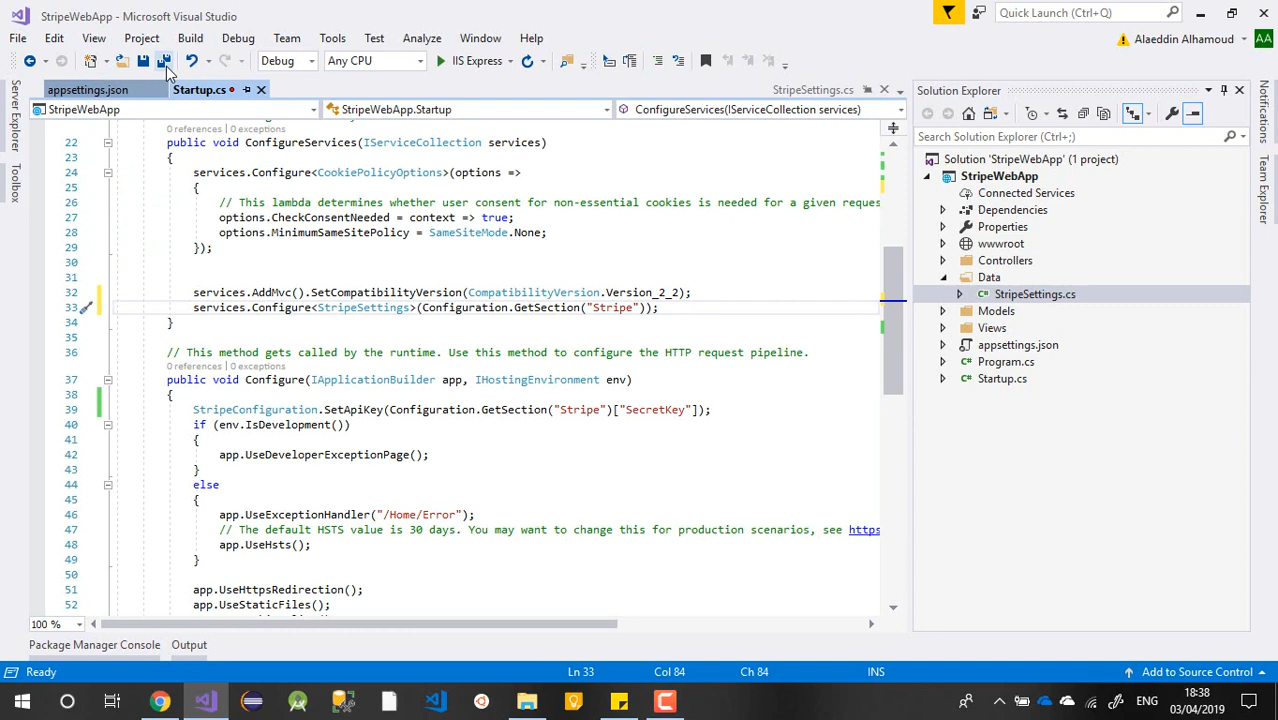 StripeWebApp - Microsoft Visual Studio
Quick Launch (Ctrl+Q)
File Edit View Project Build Debug Team Tools Test Analyze Window Help
Alaeddin Alhamoud AA
Debug Any CPU IIS Express
Server Explorer
Toolbox
appsettings.json Startup.cs StripeSettings.cs
StripeWebApp StripeWebApp.Startup ConfigureServices(IServiceCollection services)
0 references | 0 exceptions
22 public void ConfigureServices(IServiceCollection services)
23 {
24 services.Configure<CookiePolicyOptions>(options =>
25 {
26 // This lambda determines whether user consent for non-essential cookies is needed for a given reques
27 options.CheckConsentNeeded = context => true;
28 options.MinimumSameSitePolicy = SameSiteMode.None;
29 });
30
31
32 services.AddMvc().SetCompatibilityVersion(CompatibilityVersion.Version_2_2);
33 services.Configure<StripeSettings>(Configuration.GetSection("Stripe"));
34 }
35
36 // This method gets called by the runtime. Use this method to configure the HTTP request pipeline.
0 references | 0 exceptions
37 public void Configure(IApplicationBuilder app, IHostingEnvironment env)
38 {
39 StripeConfiguration.SetApiKey(Configuration.GetSection("Stripe")["SecretKey"]);
40 if (env.IsDevelopment())
41 {
42 app.UseDeveloperExceptionPage();
43 }
44 else
45 {
46 app.UseExceptionHandler("/Home/Error");
47 // The default HSTS value is 30 days. You may want to change this for production scenarios, see https
48 app.UseHsts();
49 }
50
51 app.UseHttpsRedirection();
52 app.UseStaticFiles();
100 %
Solution Explorer
Search Solution Explorer (Ctrl+;)
Solution 'StripeWebApp' (1 project)
StripeWebApp
Connected Services
Dependencies
Properties
wwwroot
Controllers
Data
StripeSettings.cs
Models
Views
appsettings.json
Program.cs
Startup.cs
Notifications
Team Explorer
Package Manager Console Output
Ready Ln 33 Col 84 Ch 84 INS Add to Source Control
ENG 18:38
03/04/2019